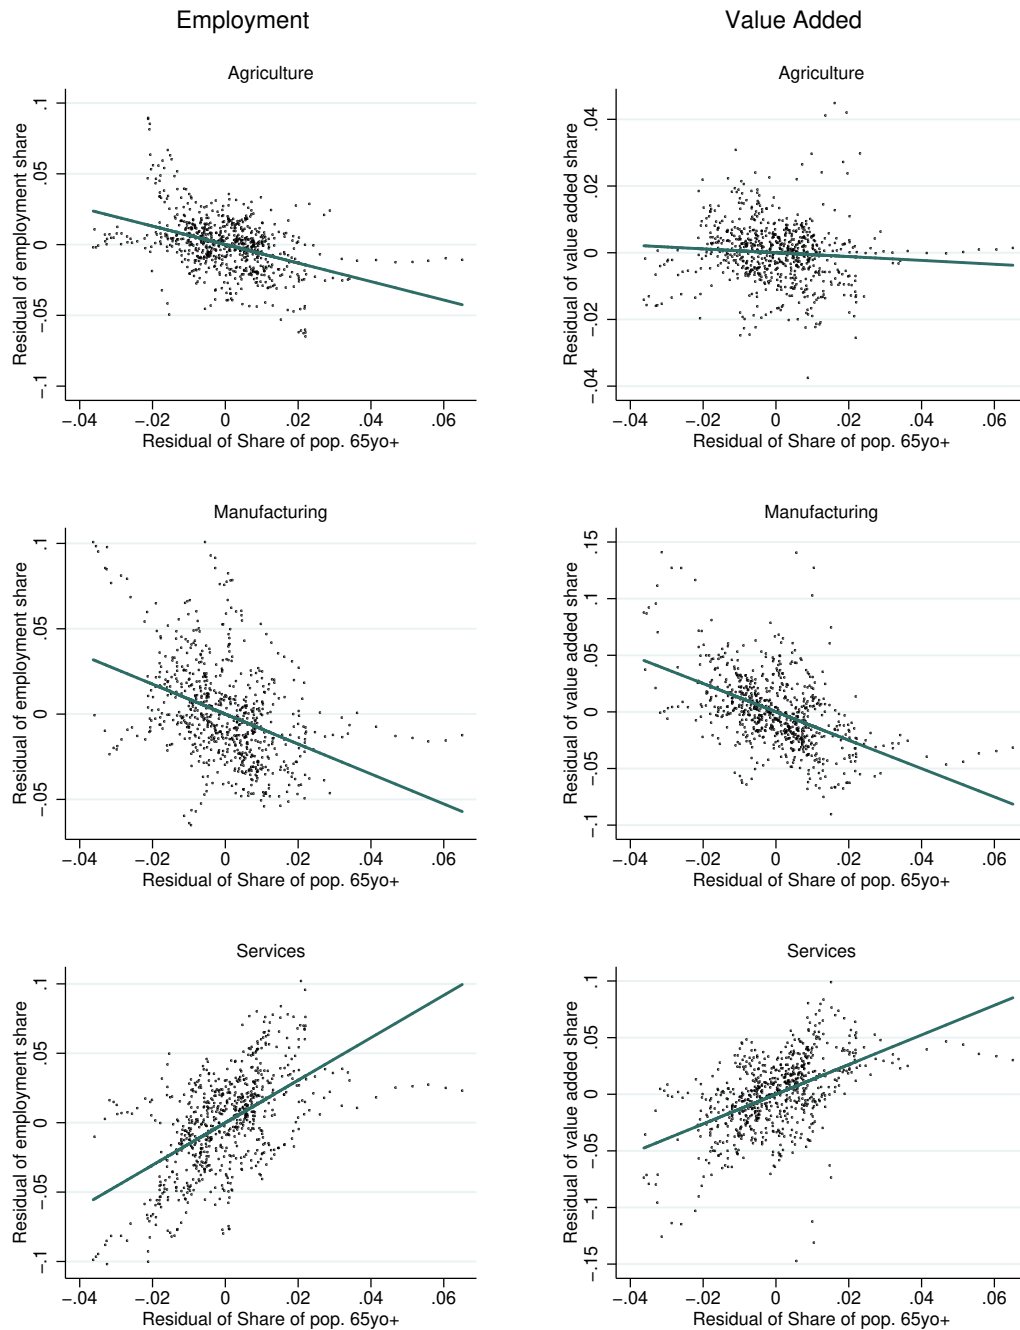 Employment
Value Added
Agriculture
Residual of employment share
.1
.05
0
−.05
−.1
−.04 −.02 0 .02 .04 .06
Residual of Share of pop. 65yo+
Agriculture
Residual of value added share
.04
.02
0
−.02
−.04
−.04 −.02 0 .02 .04 .06
Residual of Share of pop. 65yo+
Manufacturing
Residual of employment share
.1
.05
0
−.05
−.04 −.02 0 .02 .04 .06
Residual of Share of pop. 65yo+
Manufacturing
Residual of value added share
.15
.1
.05
0
−.05
−.1
−.04 −.02 0 .02 .04 .06
Residual of Share of pop. 65yo+
Services
Residual of employment share
.1
.05
0
−.05
−.1
−.04 −.02 0 .02 .04 .06
Residual of Share of pop. 65yo+
Services
Residual of value added share
.1
.05
0
−.05
−.1
−.15
−.04 −.02 0 .02 .04 .06
Residual of Share of pop. 65yo+